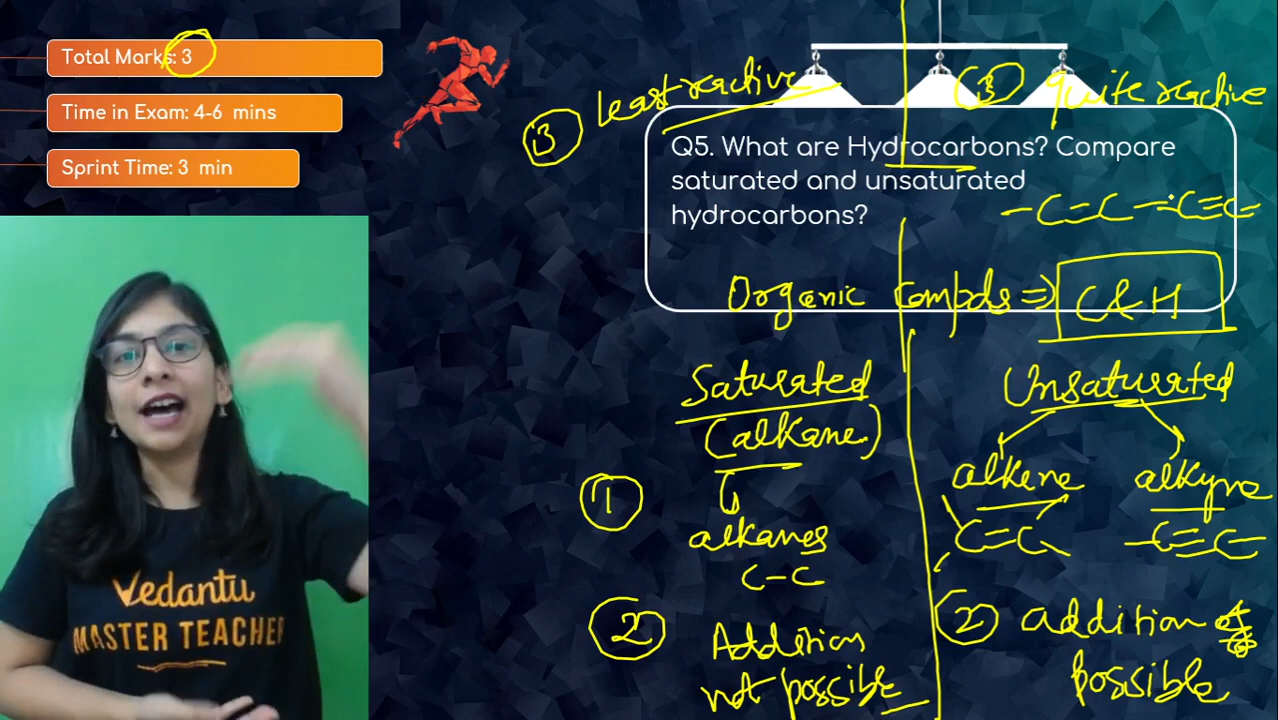 Total Marks: 3
Time in Exam: 4-6 mins
Sprint Time: 3 min
③ Least reactive
③ quite reactive
Q5. What are Hydrocarbons? Compare
saturated and unsaturated
hydrocarbons?
-C=C- -C≡C-
Organic Compds ⇒ C & H
Saturated
(alkane)
Unsaturated
alkene alkyne
C=C -C≡C-
①
alkanes
C-C
②
Addition
not possible
② Addition
possible
Vedantu
MASTER TEACHER